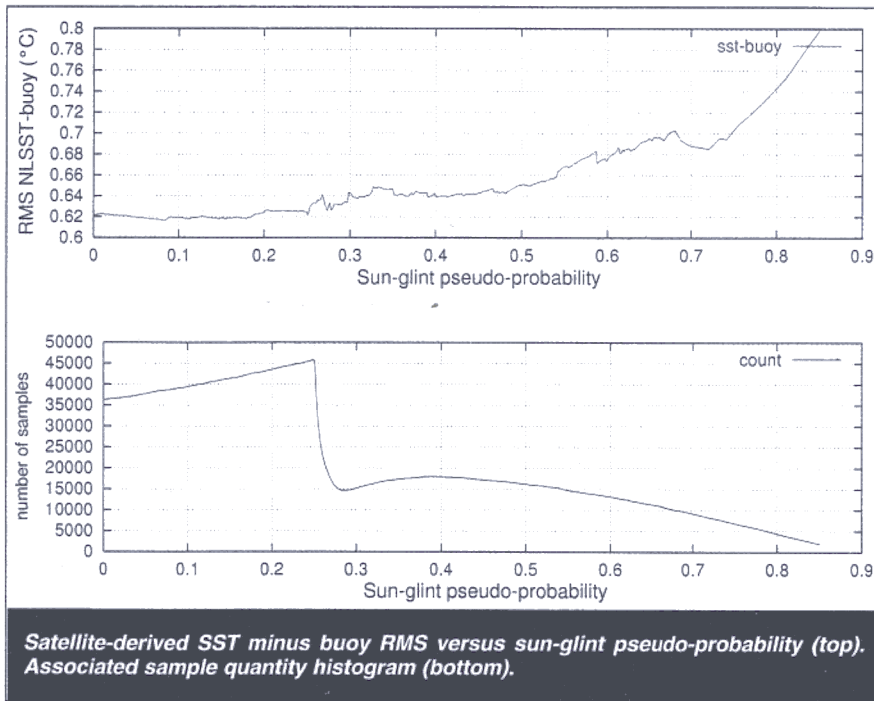 0.8
0.78
0.76
0.74
0.72
0.7
0.68
0.66
0.64
0.62
0.6
RMS NLSST-buoy (°C)
sst-buoy
0 0.1 0.2 0.3 0.4 0.5 0.6 0.7 0.8 0.9
Sun-glint pseudo-probability
50000
45000
40000
35000
30000
25000
20000
15000
10000
5000
0
number of samples
count
0 0.1 0.2 0.3 0.4 0.5 0.6 0.7 0.8 0.9
Sun-glint pseudo-probability
Satellite-derived SST minus buoy RMS versus sun-glint pseudo-probability (top).
Associated sample quantity histogram (bottom).